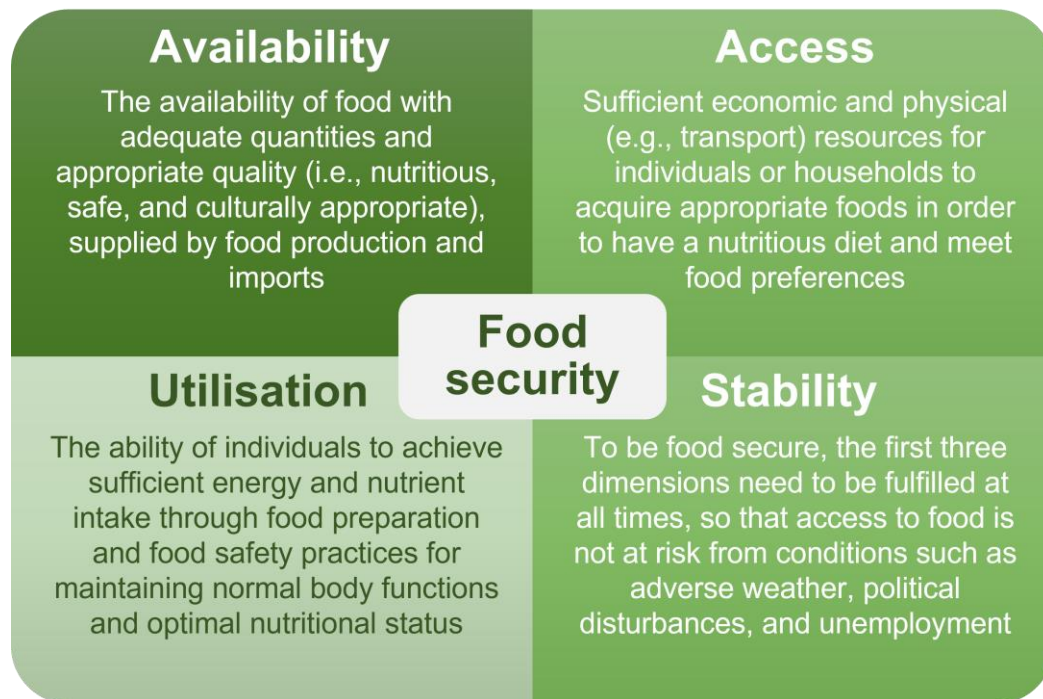 Availability
The availability of food with
adequate quantities and
appropriate quality (i.e., nutritious,
safe, and culturally appropriate),
supplied by food production and
imports
Access
Sufficient economic and physical
(e.g., transport) resources for
individuals or households to
acquire appropriate foods in order
to have a nutritious diet and meet
food preferences
Food
security
Utilisation
The ability of individuals to achieve
sufficient energy and nutrient
intake through food preparation
and food safety practices for
maintaining normal body functions
and optimal nutritional status
Stability
To be food secure, the first three
dimensions need to be fulfilled at
all times, so that access to food is
not at risk from conditions such as
adverse weather, political
disturbances, and unemployment